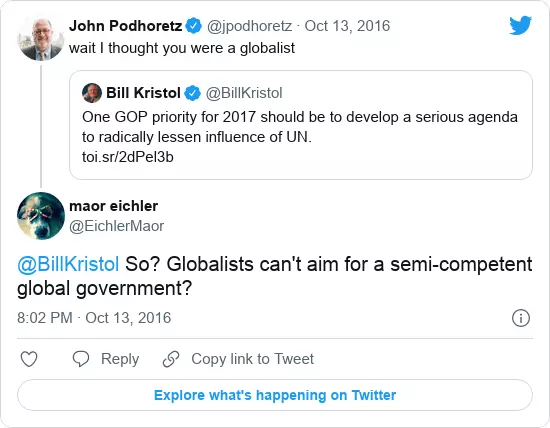 John Podhoretz @jpodhoretz · Oct 13, 2016
wait I thought you were a globalist
Bill Kristol @BillKristol
One GOP priority for 2017 should be to develop a serious agenda
to radically lessen influence of UN.
toi.sr/2dPel3b
maor eichler
@EichlerMaor
@BillKristol So? Globalists can't aim for a semi-competent
global government?
8:02 PM · Oct 13, 2016
Reply
Copy link to Tweet
Explore what's happening on Twitter